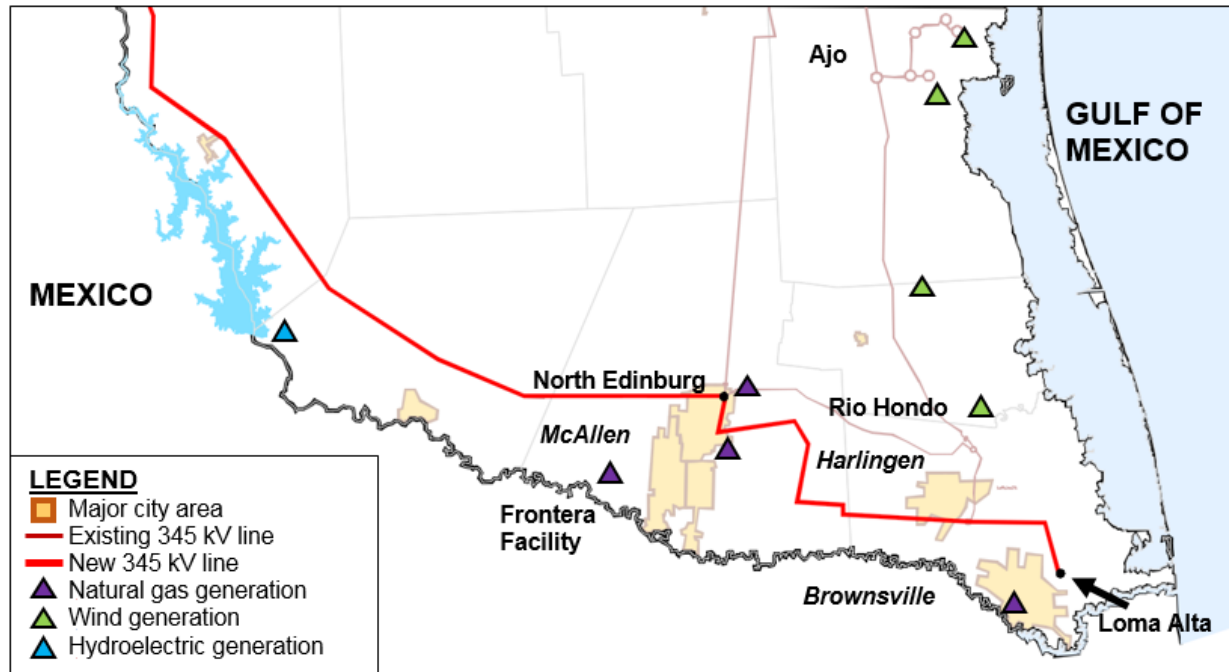 Ajo
GULF OF
MEXICO
MEXICO
North Edinburg
Rio Hondo
McAllen
Harlingen
Frontera
Facility
Brownsville
Loma Alta
LEGEND
Major city area
Existing 345 kV line
New 345 kV line
Natural gas generation
Wind generation
Hydroelectric generation